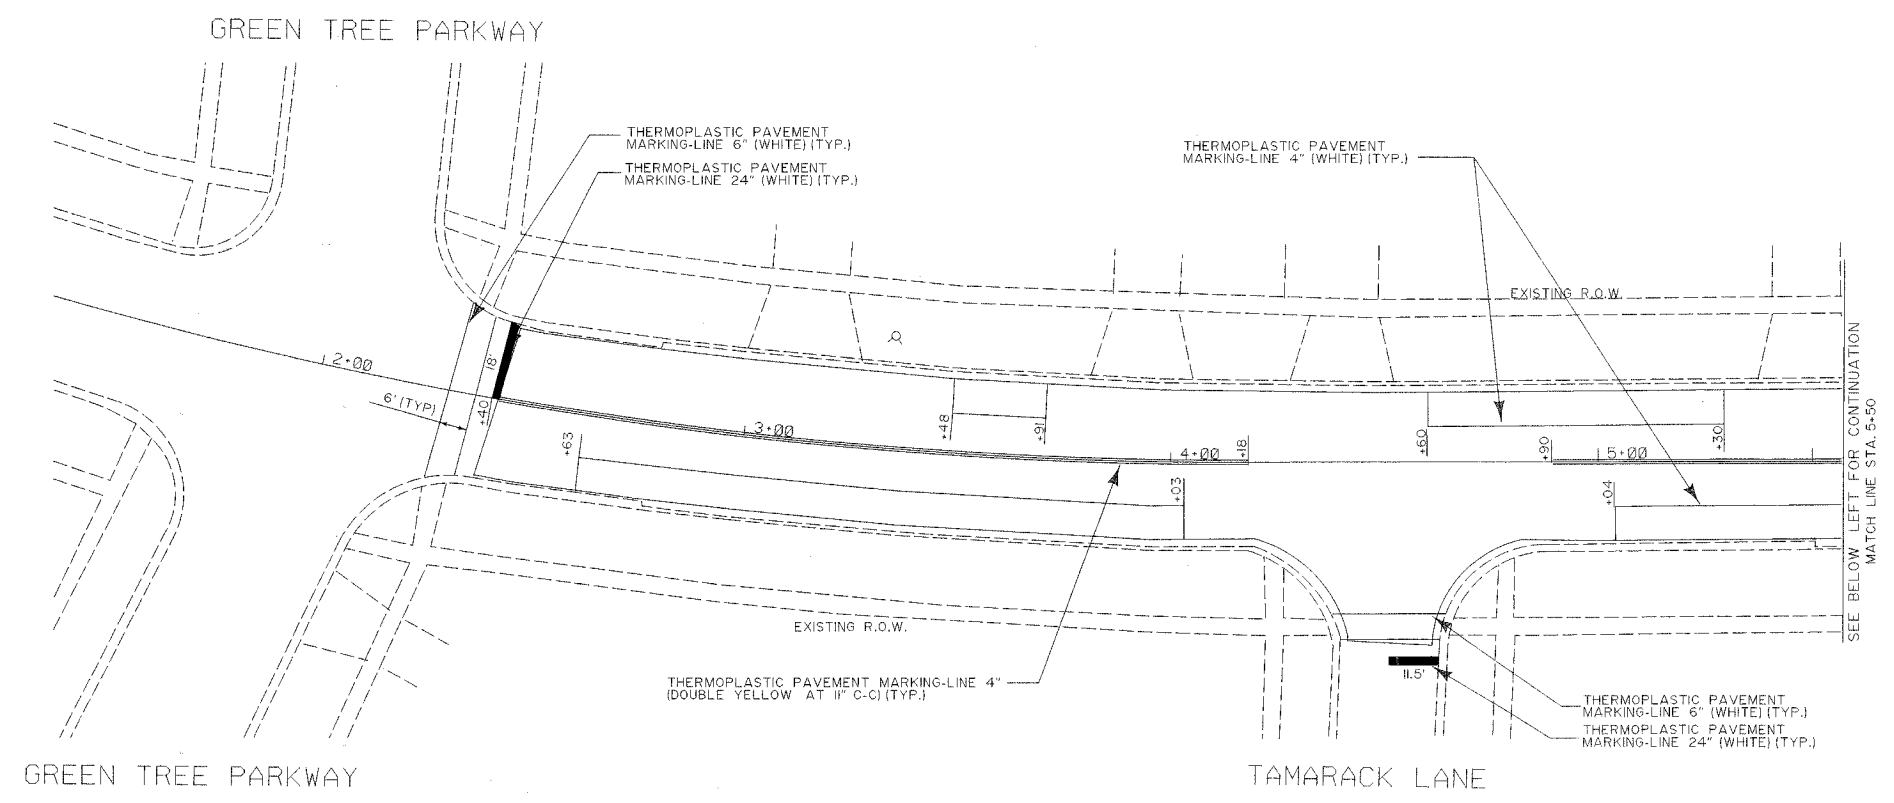 GREEN TREE PARKWAY
THERMOPLASTIC PAVEMENT
MARKING-LINE 6" (WHITE) (TYP.)
THERMOPLASTIC PAVEMENT
MARKING-LINE 24" (WHITE) (TYP.)
THERMOPLASTIC PAVEMENT
MARKING-LINE 4" (WHITE) (TYP.)
EXISTING R.O.W.
2+00
18'
6' (TYP)
+40
+63
3+00
+48
+91
4+00
+18
+03
+60
+90
5+00
+30
+04
SEE BELOW LEFT FOR CONTINUATION
MATCH LINE STA. 5+50
EXISTING R.O.W.
THERMOPLASTIC PAVEMENT MARKING-LINE 4"
(DOUBLE YELLOW AT 11" C-C) (TYP.)
11.5'
THERMOPLASTIC PAVEMENT
MARKING-LINE 6" (WHITE) (TYP.)
THERMOPLASTIC PAVEMENT
MARKING-LINE 24" (WHITE) (TYP.)
GREEN TREE PARKWAY
TAMARACK LANE